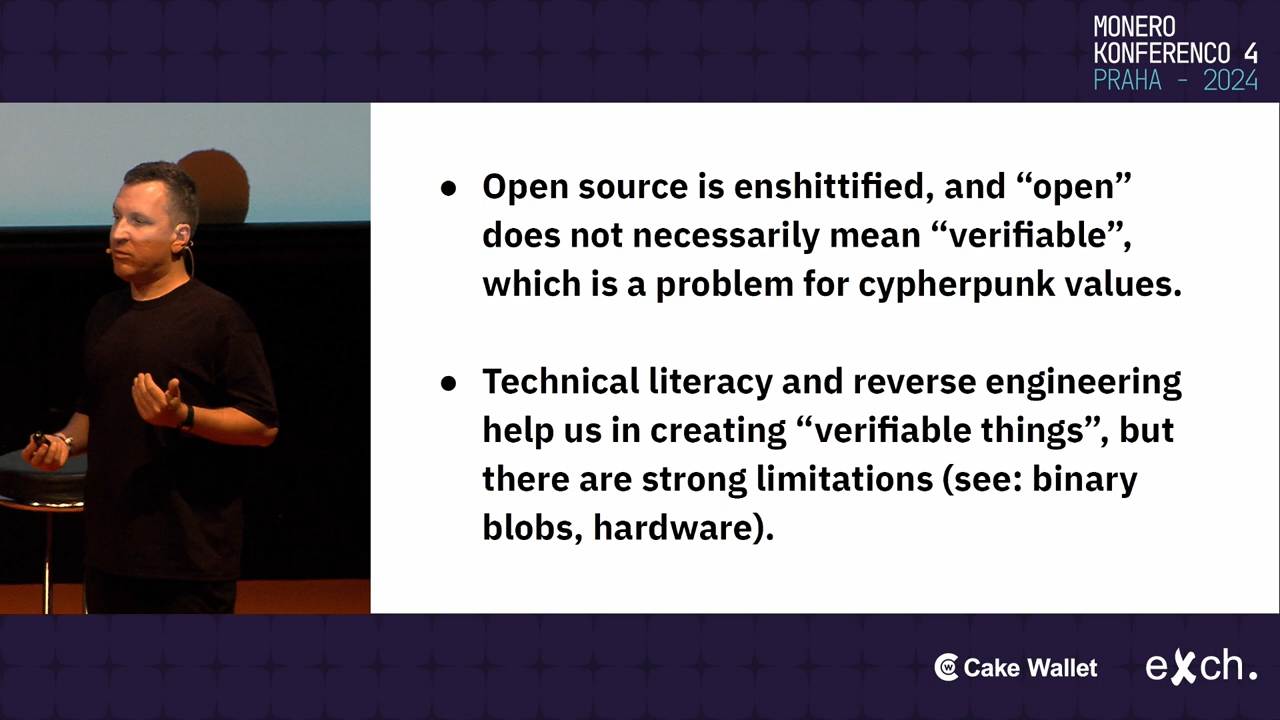 MONERO
KONFERENCO 4
PRAHA - 2024
● Open source is enshittified, and “open”
does not necessarily mean “verifiable”,
which is a problem for cypherpunk values.
● Technical literacy and reverse engineering
help us in creating “verifiable things”, but
there are strong limitations (see: binary
blobs, hardware).
Cake Wallet
exch.